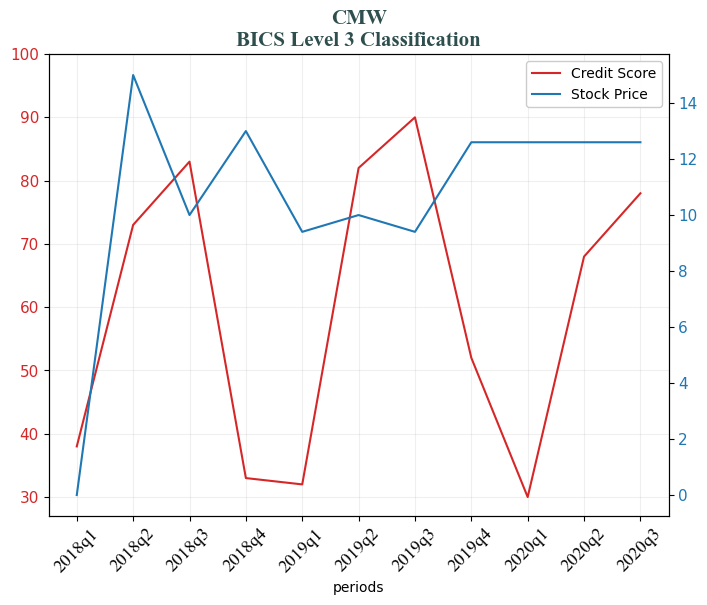 CMW
BICS Level 3 Classification
Credit Score
Stock Price
100
90
80
70
60
50
40
30
14
12
10
8
6
4
2
0
2018q1
2018q2
2018q3
2018q4
2019q1
2019q2
2019q3
2019q4
2020q1
2020q2
2020q3
periods